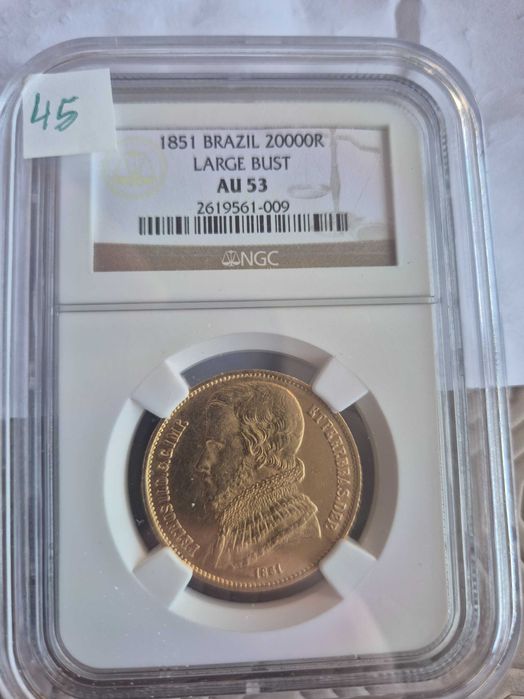 45
1851 BRAZIL 20000R
LARGE BUST
AU 53
2619561-009
NGC
1851